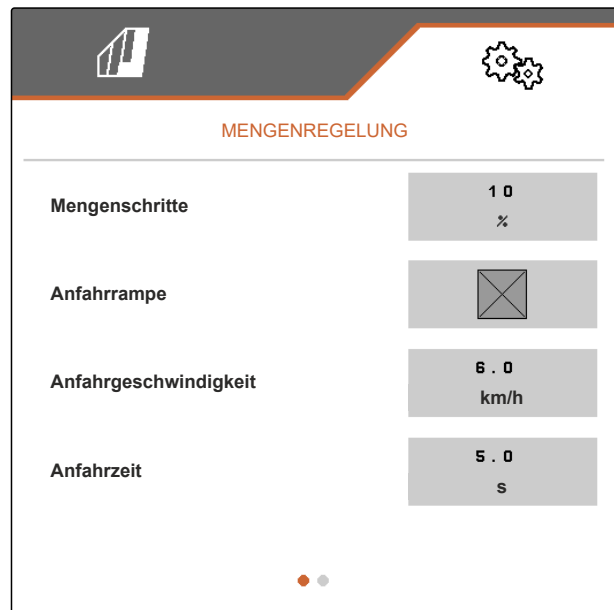 MENGENREGELUNG
Mengenschritte
10
%
Anfahrrampe
Anfahrgeschwindigkeit
6.0
km/h
Anfahrzeit
5.0
s